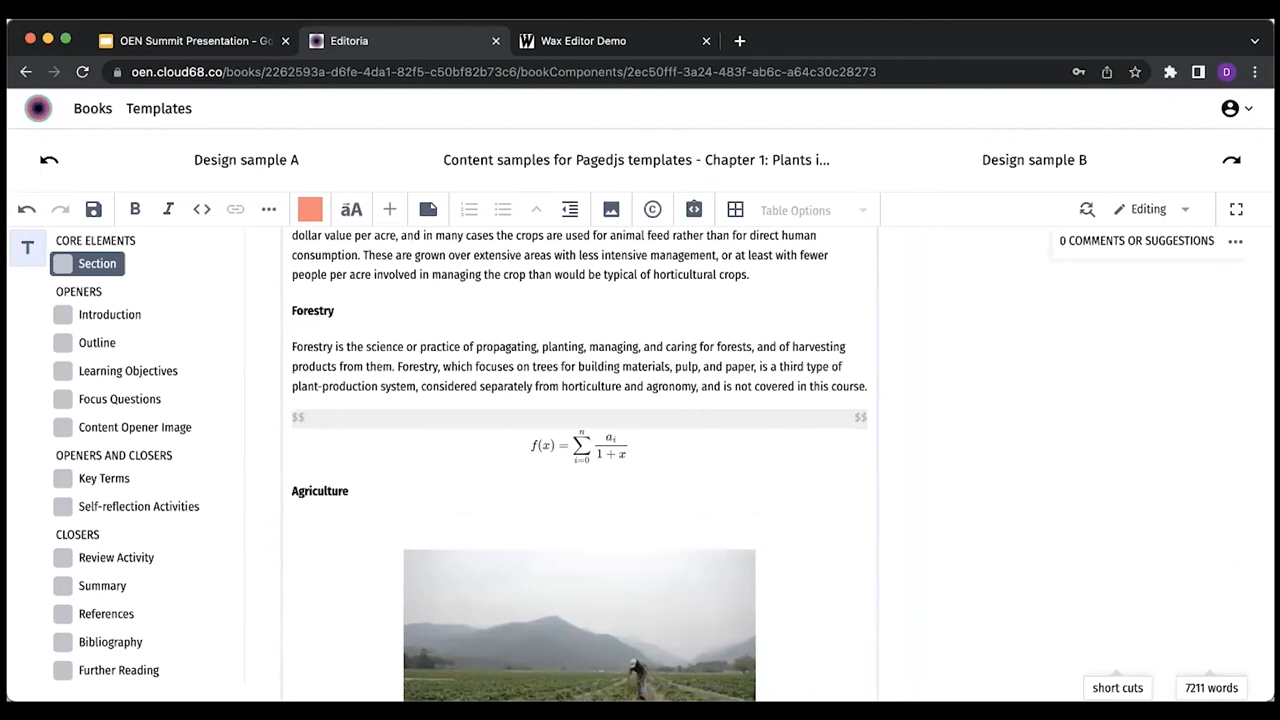 OEN Summit Presentation - Go
Editoria
Wax Editor Demo
oen.cloud68.co/books/2262593a-d6fe-4da1-82f5-c50bf82b73c6/bookComponents/2ec50fff-3a24-483f-ab6c-a64c30c28273
D
Books
Templates
Design sample A
Content samples for Pagedjs templates - Chapter 1: Plants i...
Design sample B
Table Options
Editing
T
CORE ELEMENTS
Section
OPENERS
Introduction
Outline
Learning Objectives
Focus Questions
Content Opener Image
OPENERS AND CLOSERS
Key Terms
Self-reflection Activities
CLOSERS
Review Activity
Summary
References
Bibliography
Further Reading
dollar value per acre, and in many cases the crops are used for animal feed rather than for direct human
consumption. These are grown over extensive areas with less intensive management, or at least with fewer
people per acre involved in managing the crop than would be typical of horticultural crops.
Forestry
Forestry is the science or practice of propagating, planting, managing, and caring for forests, and of harvesting
products from them. Forestry, which focuses on trees for building materials, pulp, and paper, is a third type of
plant-production system, considered separately from horticulture and agronomy, and is not covered in this course.
$$ $$
f(x) = ∑_{i=0}^{n} a_i / (1 + x)
Agriculture
0 COMMENTS OR SUGGESTIONS
short cuts
7211 words